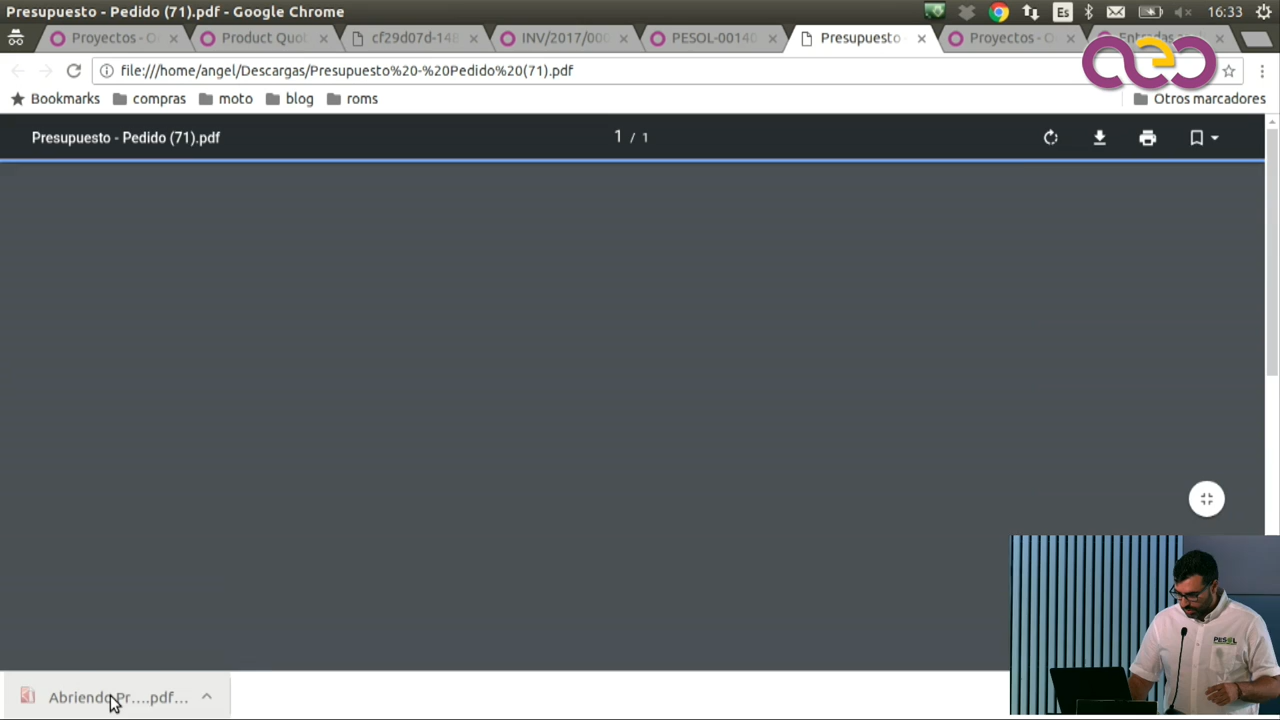 Presupuesto - Pedido (71).pdf - Google Chrome
Es
16:33
Proyectos - O
Product Quot
cf29d07d-148
INV/2017/000
PESOL-00140
Presupuesto
Proyectos - O
file:///home/angel/Descargas/Presupuesto%20-%20Pedido%20(71).pdf
Bookmarks
compras
moto
blog
roms
Otros marcadores
Presupuesto - Pedido (71).pdf
1 / 1
PESOL
Abriendo Pr....pdf...